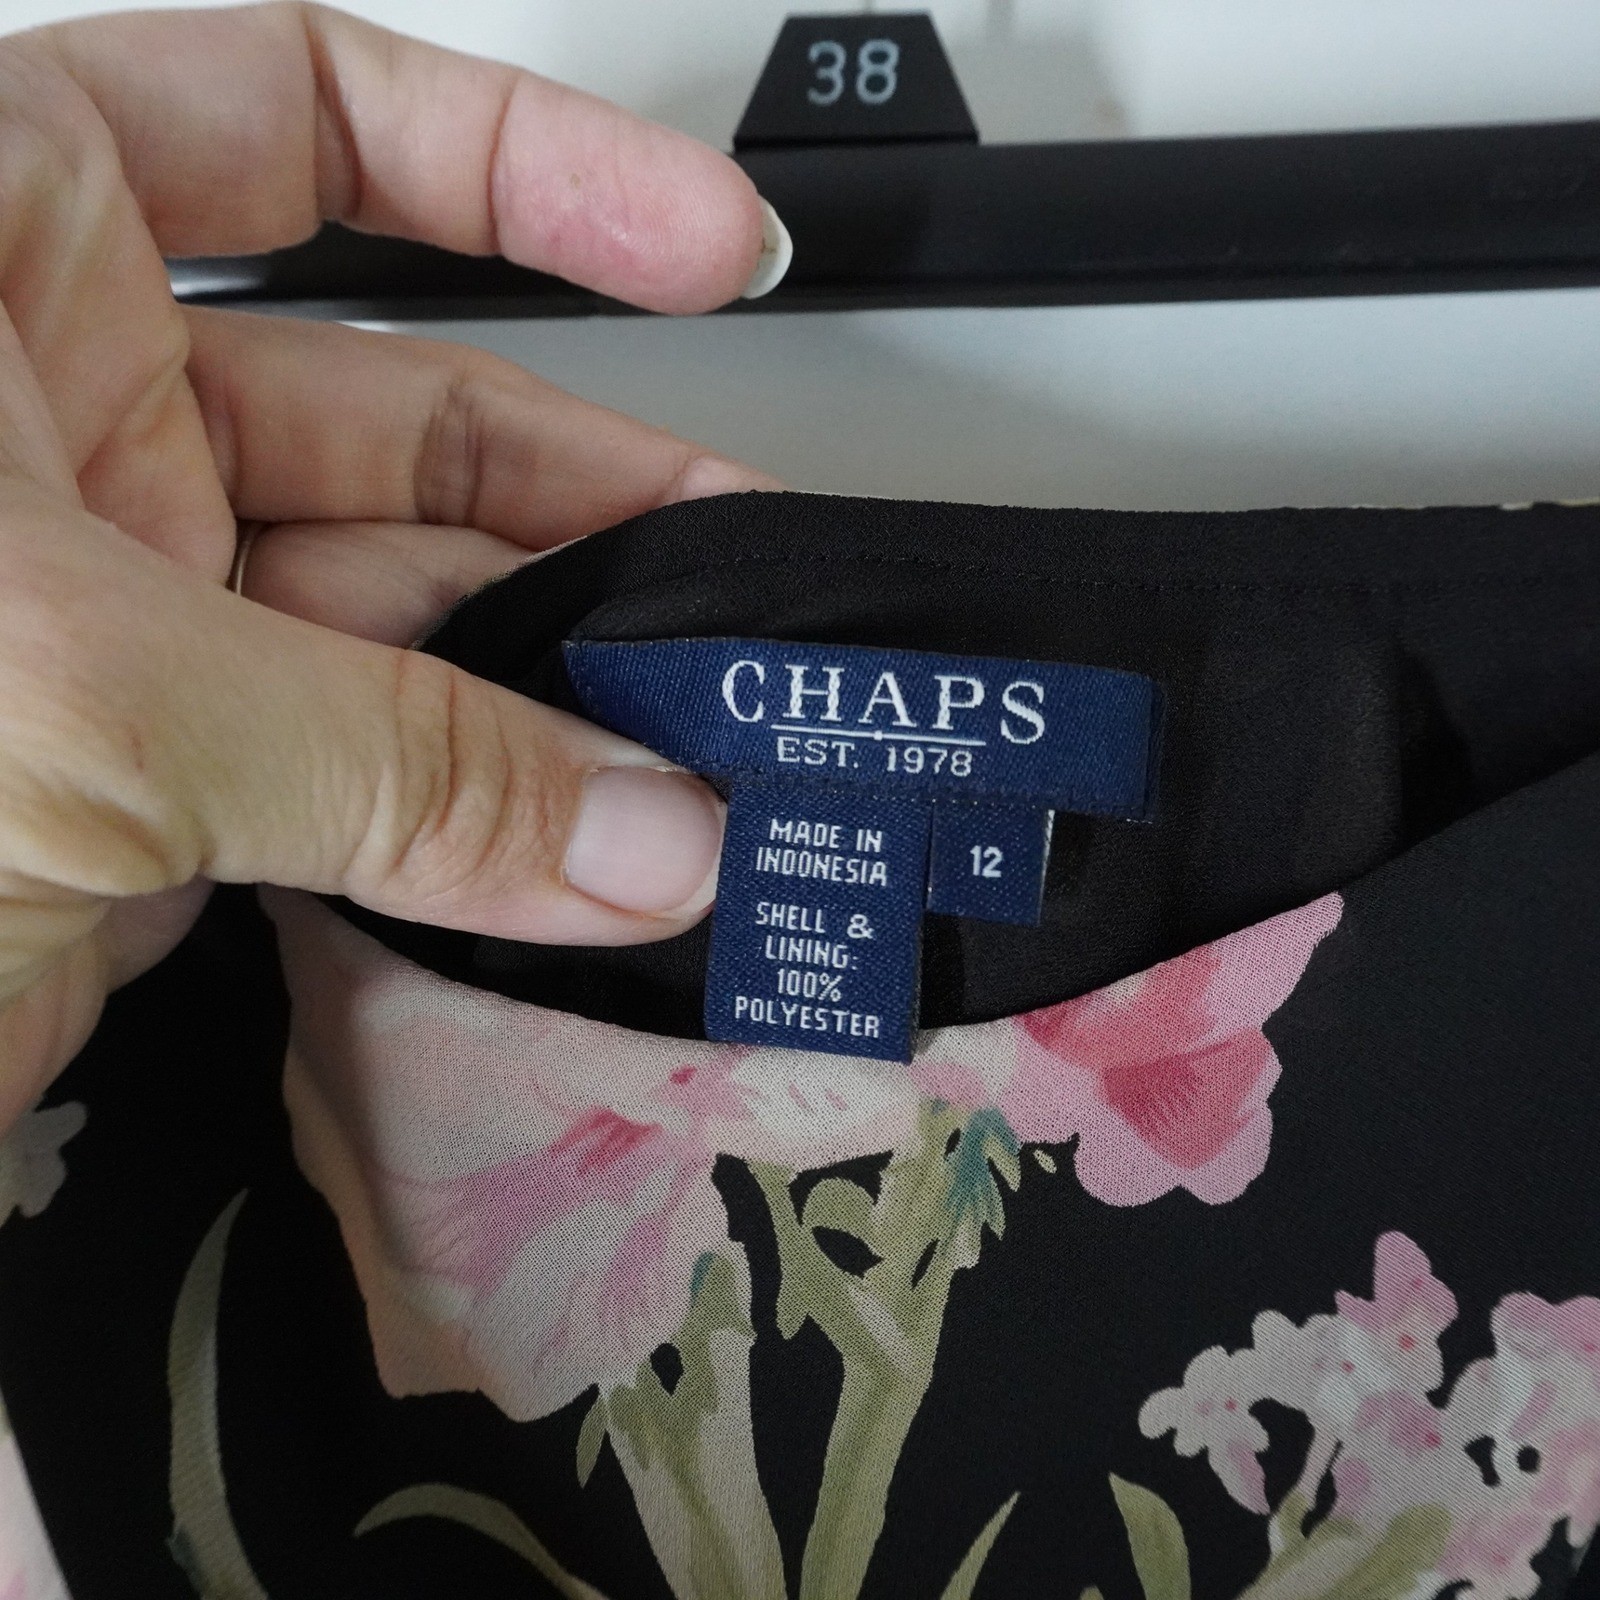 38
CHAPS
EST. 1978
MADE IN
INDONESIA
12
SHELL &
LINING:
100%
POLYESTER